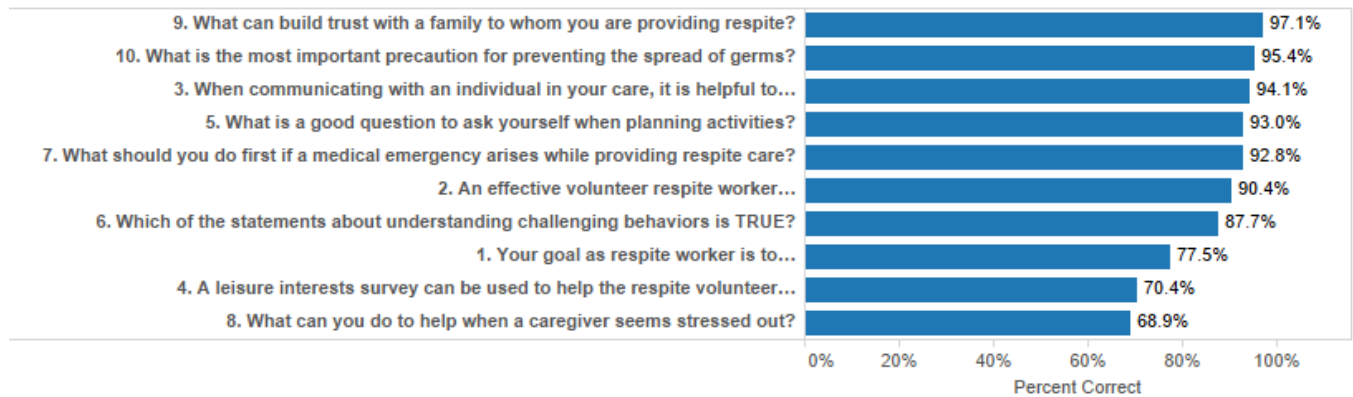 9. What can build trust with a family to whom you are providing respite? 97.1%
10. What is the most important precaution for preventing the spread of germs? 95.4%
3. When communicating with an individual in your care, it is helpful to... 94.1%
5. What is a good question to ask yourself when planning activities? 93.0%
7. What should you do first if a medical emergency arises while providing respite care? 92.8%
2. An effective volunteer respite worker... 90.4%
6. Which of the statements about understanding challenging behaviors is TRUE? 87.7%
1. Your goal as respite worker is to... 77.5%
4. A leisure interests survey can be used to help the respite volunteer... 70.4%
8. What can you do to help when a caregiver seems stressed out? 68.9%
0% 20% 40% 60% 80% 100%
Percent Correct